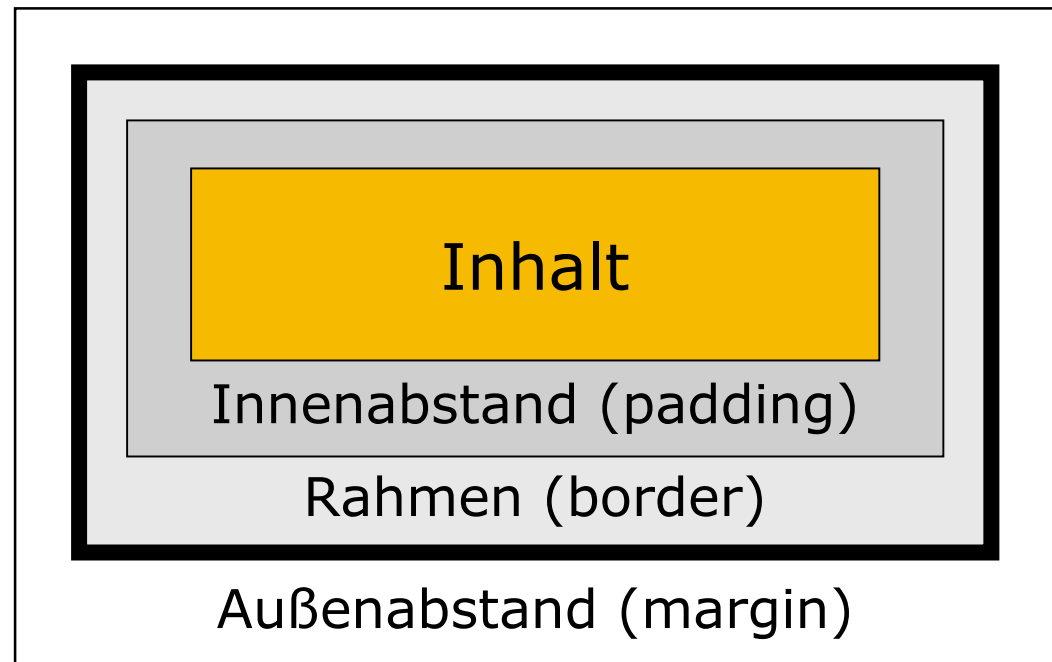 Inhalt
Innenabstand (padding)
Rahmen (border)
Außenabstand (margin)